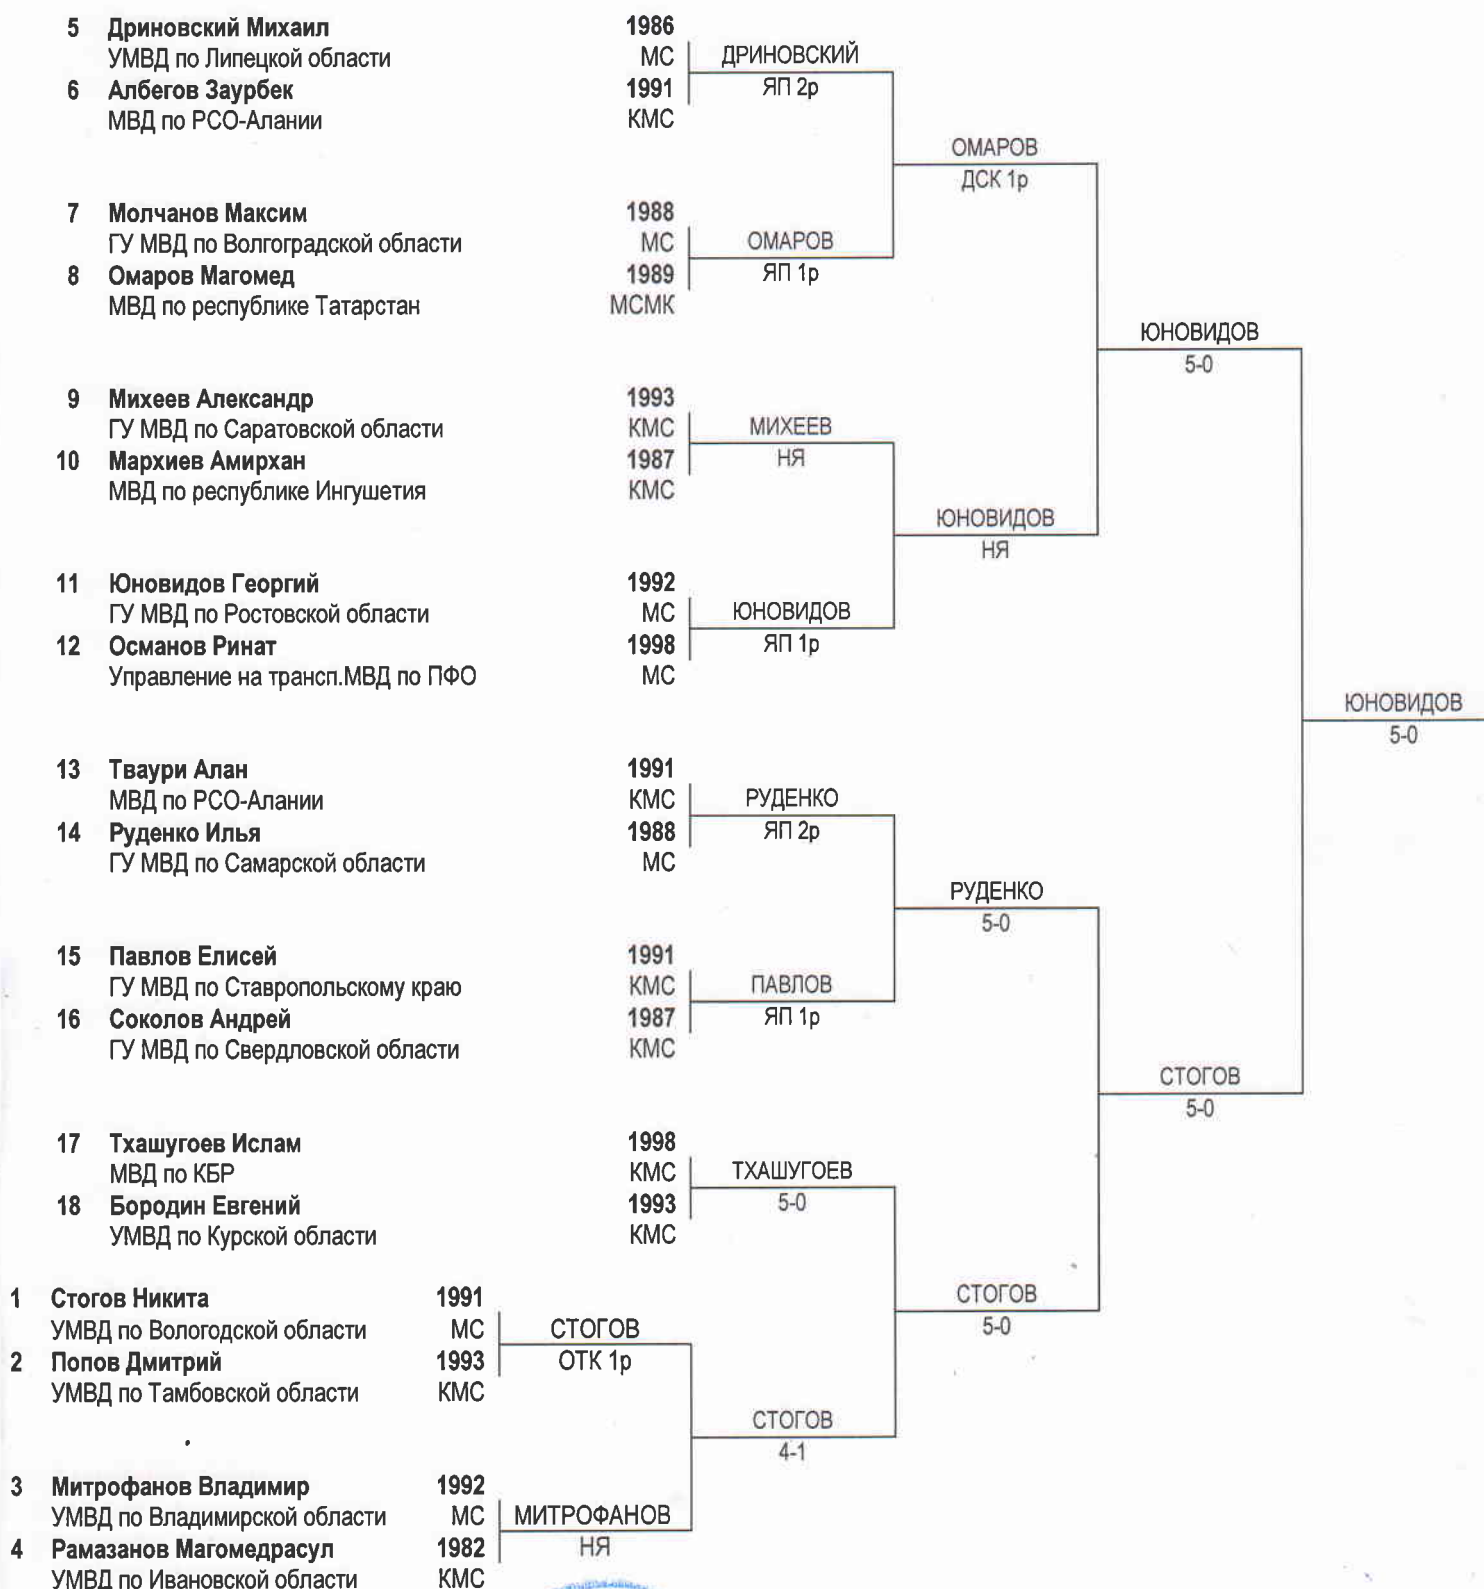 5 Дриновский Михаил 1986
УМВД по Липецкой области МС
ДРИНОВСКИЙ
6 Албегов Заурбек 1991
ЯП 2р
МВД по РСО-Алании КМС
ОМАРОВ
ДСК 1р
7 Молчанов Максим 1988
ГУ МВД по Волгоградской области МС
ОМАРОВ
8 Омаров Магомед 1989
ЯП 1р
МВД по республике Татарстан МСМК
ЮНОВИДОВ
5-0
9 Михеев Александр 1993
ГУ МВД по Саратовской области КМС
МИХЕЕВ
10 Мархиев Амирхан 1987
НЯ
МВД по республике Ингушетия КМС
ЮНОВИДОВ
НЯ
11 Юновидов Георгий 1992
ГУ МВД по Ростовской области МС
ЮНОВИДОВ
12 Османов Ринат 1998
ЯП 1р
Управление на трансп.МВД по ПФО МС
ЮНОВИДОВ
5-0
13 Тваури Алан 1991
МВД по РСО-Алании КМС
РУДЕНКО
14 Руденко Илья 1988
ЯП 2р
ГУ МВД по Самарской области МС
РУДЕНКО
5-0
15 Павлов Елисей 1991
ГУ МВД по Ставропольскому краю КМС
ПАВЛОВ
16 Соколов Андрей 1987
ЯП 1р
ГУ МВД по Свердловской области КМС
СТОГОВ
5-0
17 Тхашугоев Ислам 1998
МВД по КБР КМС
ТХАШУГОЕВ
18 Бородин Евгений 1993
5-0
УМВД по Курской области КМС
1 Стогов Никита 1991
СТОГОВ
5-0
УМВД по Вологодской области МС
СТОГОВ
2 Попов Дмитрий 1993
ОТК 1р
УМВД по Тамбовской области КМС
СТОГОВ
4-1
3 Митрофанов Владимир 1992
УМВД по Владимирской области МС
МИТРОФАНОВ
4 Рамазанов Магомедрасул 1982
НЯ
УМВД по Ивановской области КМС